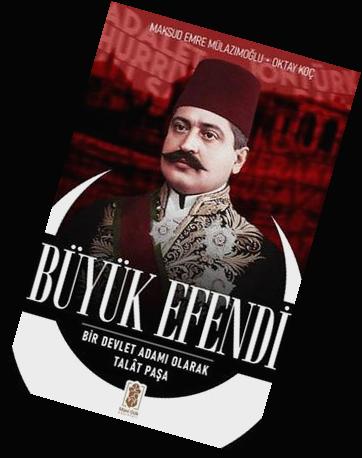 MAKSUD EMRE MÜLAZIMOĞLU • OKTAY KOÇ
BÜYÜK EFENDİ
BİR DEVLET ADAMI OLARAK
TALÂT PAŞA